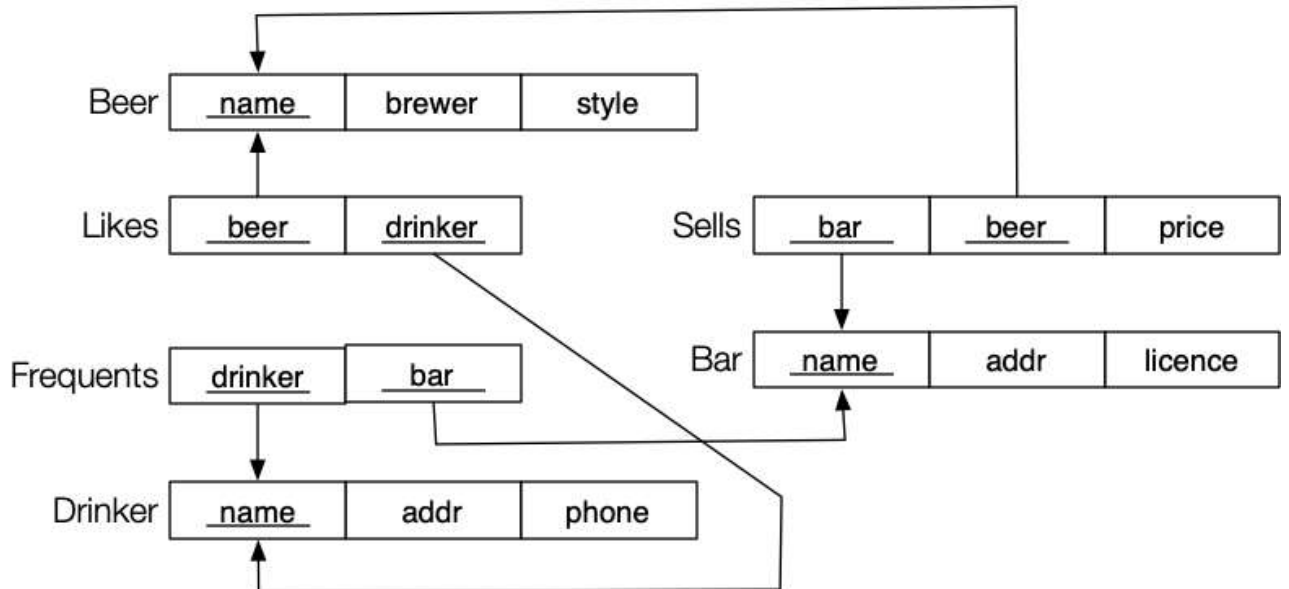 Beer name brewer style
Likes beer drinker
Sells bar beer price
Frequents drinker bar
Bar name addr licence
Drinker name addr phone